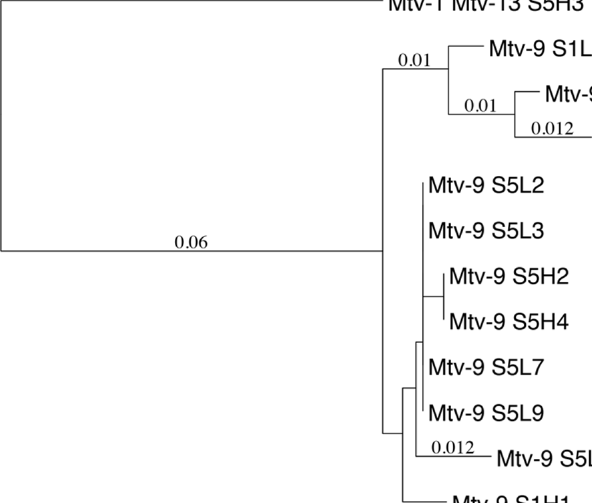 Mtv-1 Mtv-13 S5H3
0.01
Mtv-9 S1L
0.01
Mtv-9
0.012
Mtv-9 S5L2
Mtv-9 S5L3
0.06
Mtv-9 S5H2
Mtv-9 S5H4
Mtv-9 S5L7
Mtv-9 S5L9
0.012
Mtv-9 S5L
Mtv-9 S1H1